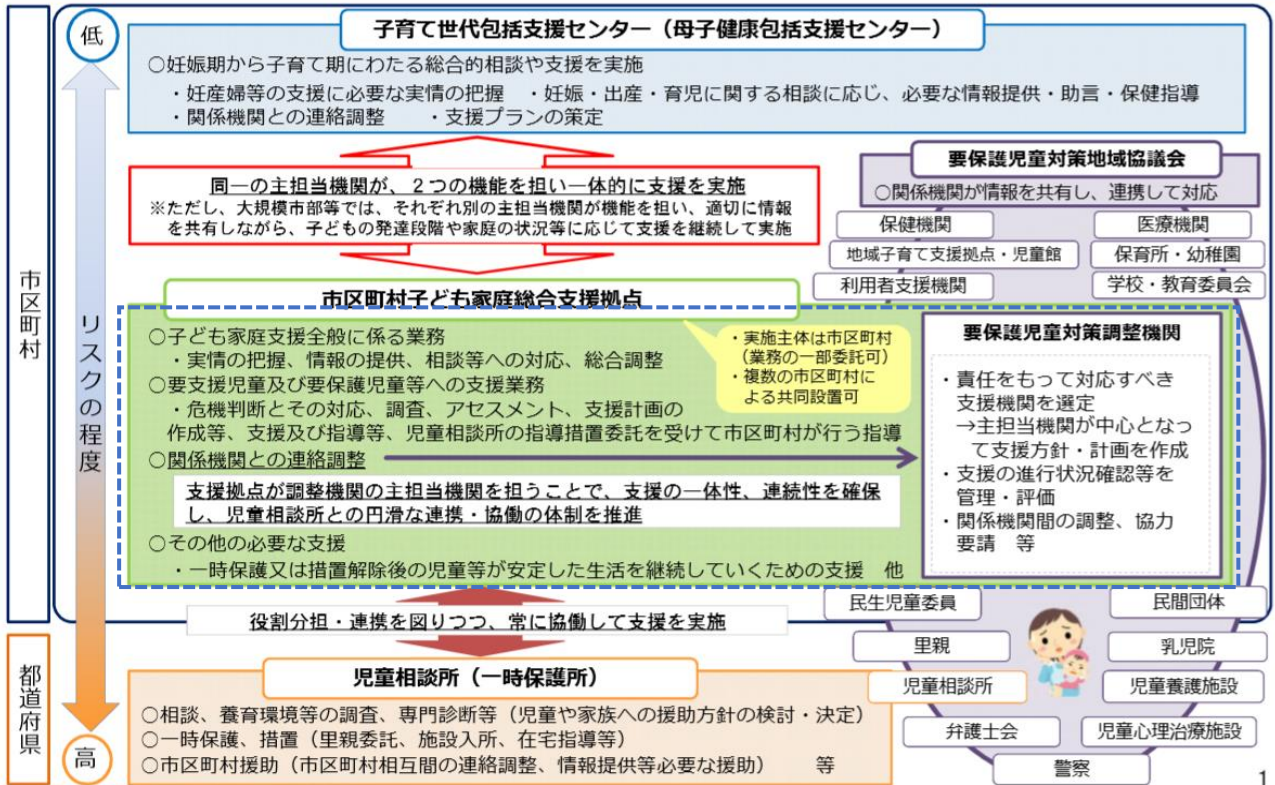 低
子育て世代包括支援センター（母子健康包括支援センター）
○妊娠期から子育て期にわたる総合的相談や支援を実施
・妊産婦等の支援に必要な実情の把握　・妊娠・出産・育児に関する相談に応じ、必要な情報提供・助言・保健指導
・関係機関との連絡調整　・支援プランの策定
同一の主担当機関が、２つの機能を担い一体的に支援を実施
※ただし、大規模市部等では、それぞれ別の主担当機関が機能を担い、適切に情報
を共有しながら、子どもの発達段階や家庭の状況等に応じて支援を継続して実施
要保護児童対策地域協議会
○関係機関が情報を共有し、連携して対応
保健機関
医療機関
地域子育て支援拠点・児童館
保育所・幼稚園
利用者支援機関
学校・教育委員会
市区町村
リスクの程度
市区町村子ども家庭総合支援拠点
○子ども家庭支援全般に係る業務
・実情の把握、情報の提供、相談等への対応、総合調整
○要支援児童及び要保護児童等への支援業務
・危機判断とその対応、調査、アセスメント、支援計画の
作成等、支援及び指導等、児童相談所の指導措置委託を受けて市区町村が行う指導
○関係機関との連絡調整
支援拠点が調整機関の主担当機関を担うことで、支援の一体性、連続性を確保
し、児童相談所との円滑な連携・協働の体制を推進
○その他の必要な支援
・一時保護又は措置解除後の児童等が安定した生活を継続していくための支援　他
・実施主体は市区町村
（業務の一部委託可）
・複数の市区町村に
よる共同設置可
要保護児童対策調整機関
・責任をもって対応すべき
支援機関を選定
→主担当機関が中心となっ
て支援方針・計画を作成
・支援の進行状況確認等を
管理・評価
・関係機関間の調整、協力
要請　等
役割分担・連携を図りつつ、常に協働して支援を実施
民生児童委員
民間団体
里親
乳児院
児童相談所
児童養護施設
弁護士会
児童心理治療施設
警察
都道府県
児童相談所（一時保護所）
○相談、養育環境等の調査、専門診断等（児童や家族への援助方針の検討・決定）
○一時保護、措置（里親委託、施設入所、在宅指導等）
○市区町村援助（市区町村相互間の連絡調整、情報提供等必要な援助）　等
高
1